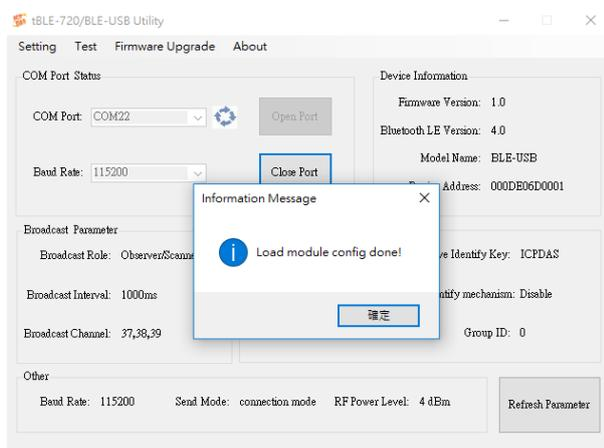 tBLE-720/BLE-USB Utility
Setting Test Firmware Upgrade About
COM Port Status
COM Port: COM22 Open Port
Baud Rate: 115200 Close Port
Device Information
Firmware Version: 1.0
Bluetooth LE Version: 4.0
Model Name: BLE-USB
Address: 000DE06D0001
Information Message
Load module config done!
確定
Broadcast Parameter
Broadcast Role: Observer/Scanne
Broadcast Interval: 1000ms
Broadcast Channel: 37,38,39
Identify Key: ICPDAS
mechanism: Disable
Group ID: 0
Other
Baud Rate: 115200 Send Mode: connection mode RF Power Level: 4 dBm
Refresh Parameter